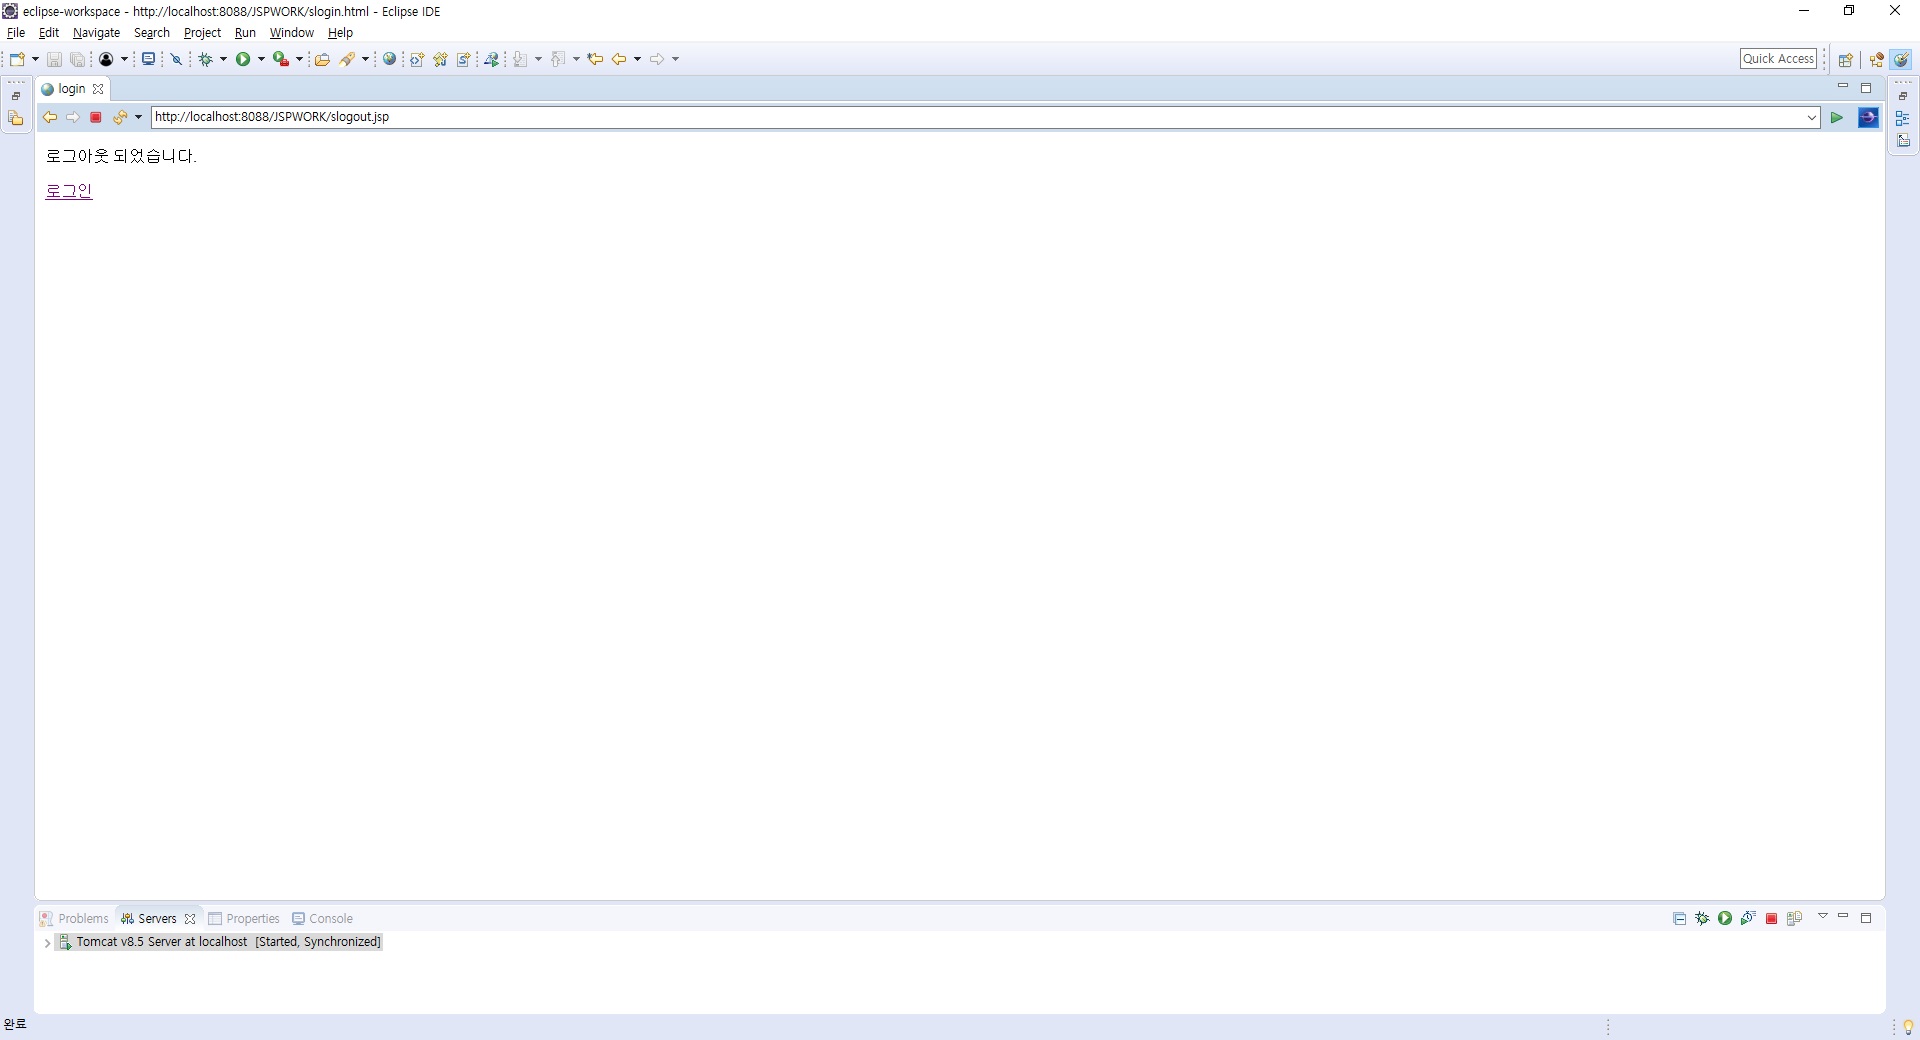 eclipse-workspace - http://localhost:8088/JSPWORK/slogin.html - Eclipse IDE
File Edit Navigate Search Project Run Window Help
Quick Access
login
http://localhost:8088/JSPWORK/slogout.jsp
로그아웃 되었습니다.
로그인
Problems Servers Properties Console
Tomcat v8.5 Server at localhost [Started, Synchronized]
완료